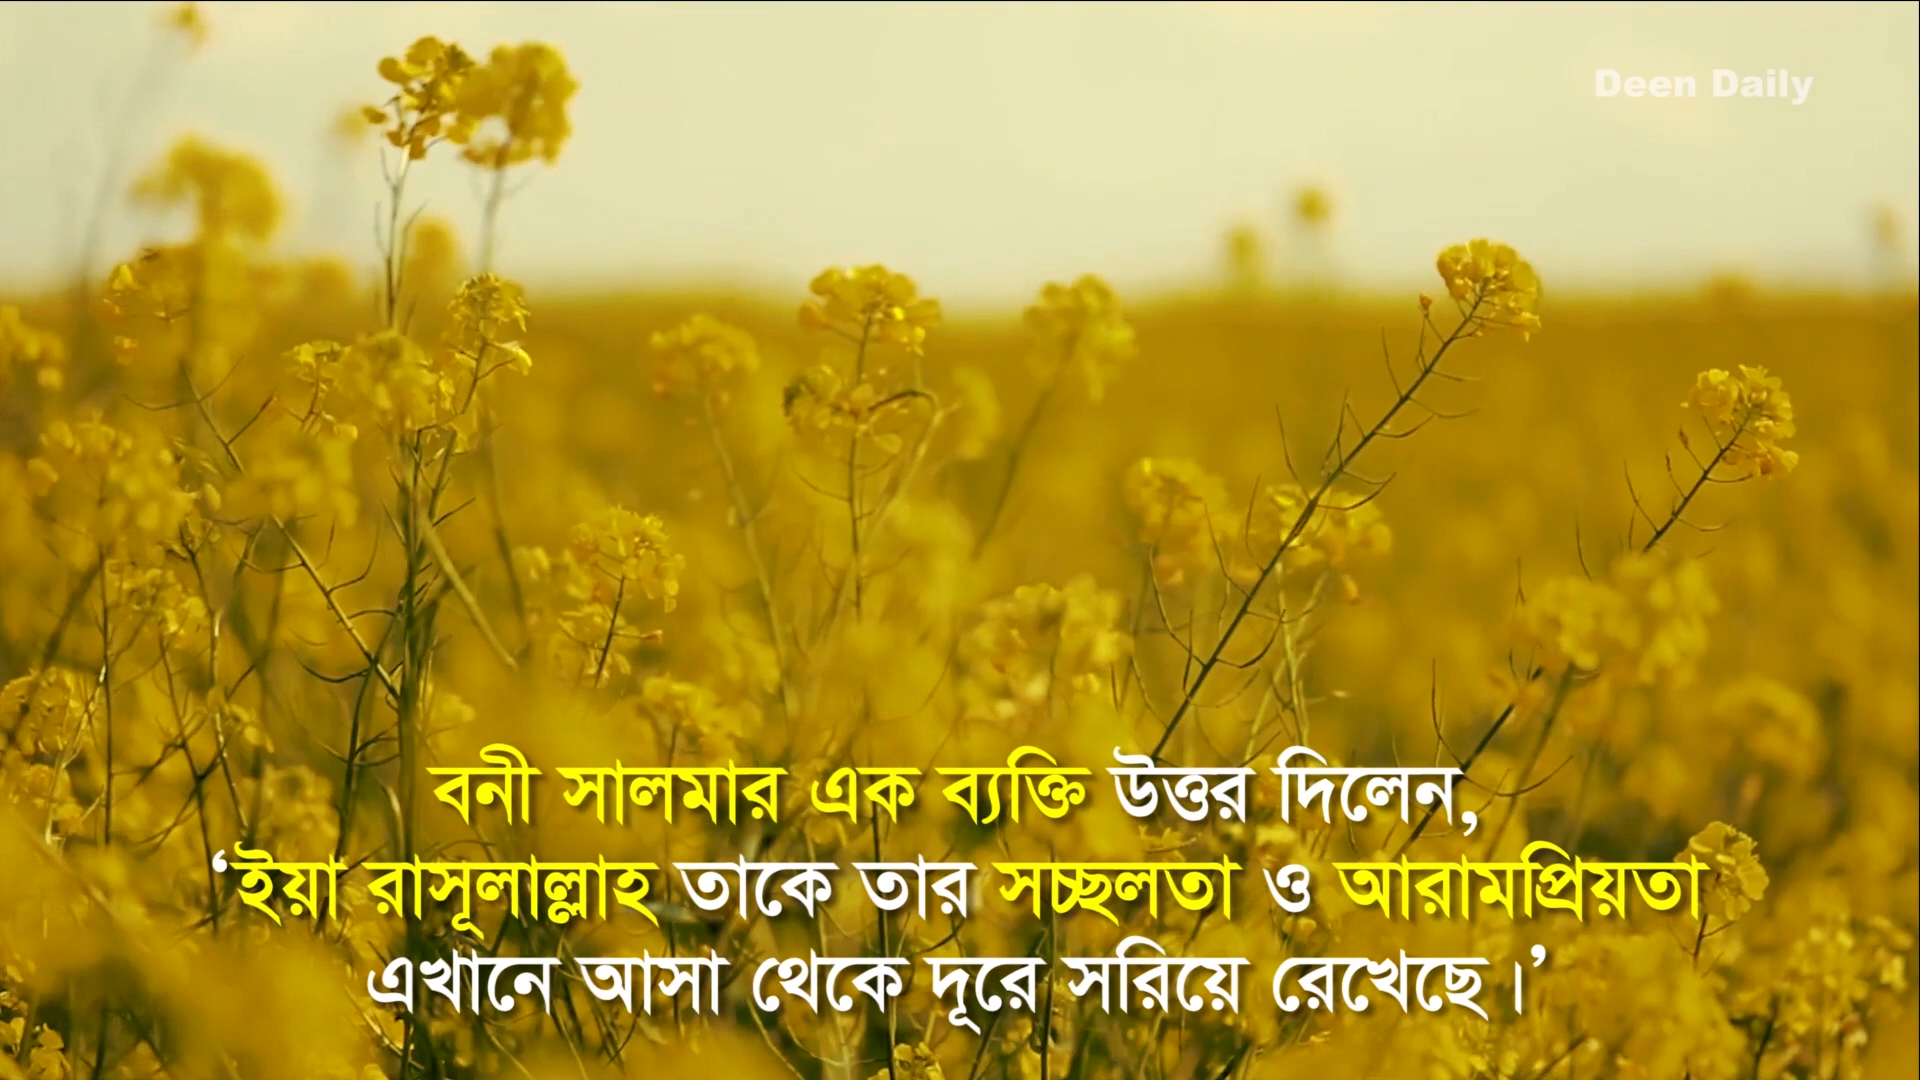 Deen Daily
বনী সালমার এক ব্যক্তি উত্তর দিলেন,
‘ইয়া রাসূলাল্লাহ তাকে তার সচ্ছলতা ও আরামপ্রিয়তা
এখানে আসা থেকে দূরে সরিয়ে রেখেছে।’